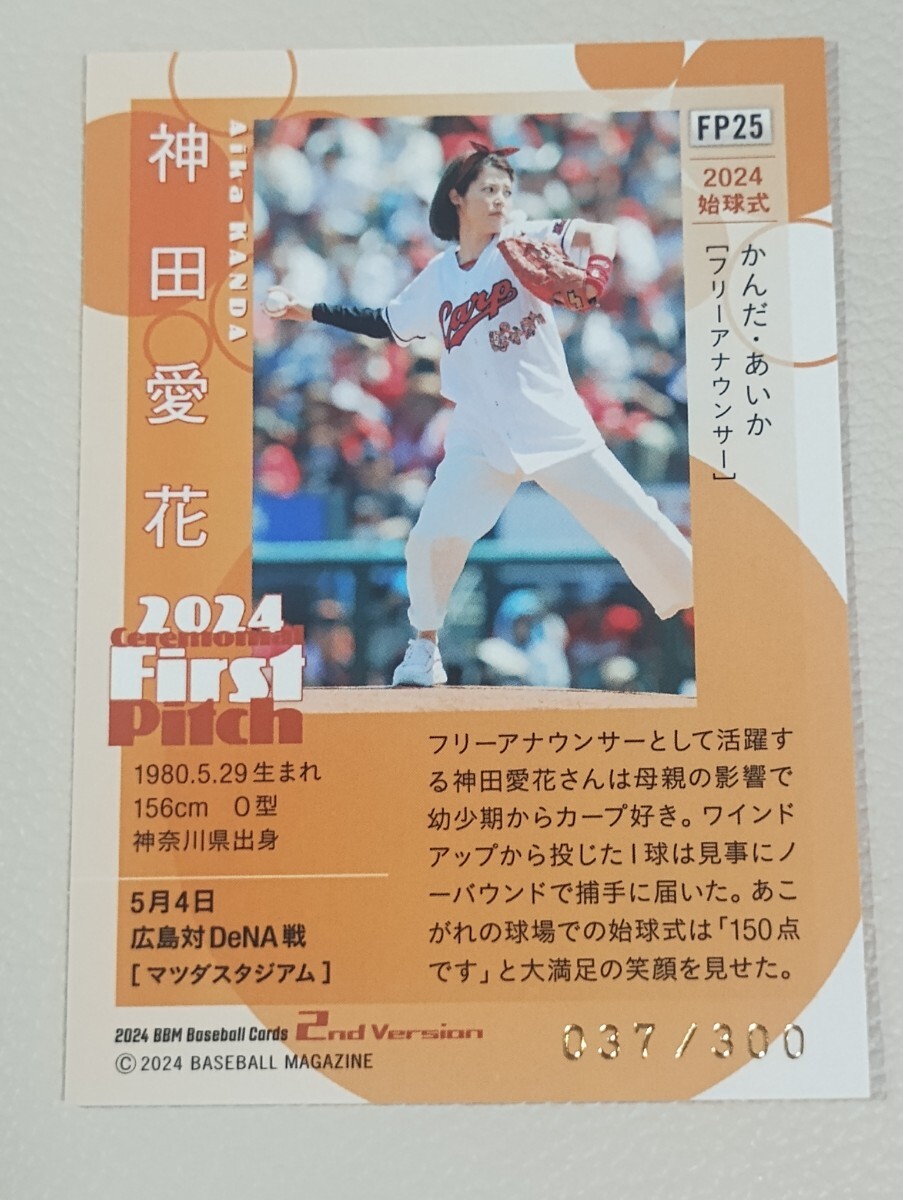 FP25
2024
始球式
かんだ・あいか
[フリーアナウンサー]
神田愛花
Aika KANDA
Carp
2024
Ceremonial
First
Pitch
1980.5.29生まれ
156cm O型
神奈川県出身
5月4日
広島対DeNA戦
[マツダスタジアム]
フリーアナウンサーとして活躍す
る神田愛花さんは母親の影響で
幼少期からカープ好き。ワインド
アップから投じた1球は見事にノ
ーバウンドで捕手に届いた。あこ
がれの球場での始球式は「150点
です」と大満足の笑顔を見せた。
2024 BBM Baseball Cards 2nd Version
© 2024 BASEBALL MAGAZINE
037/300